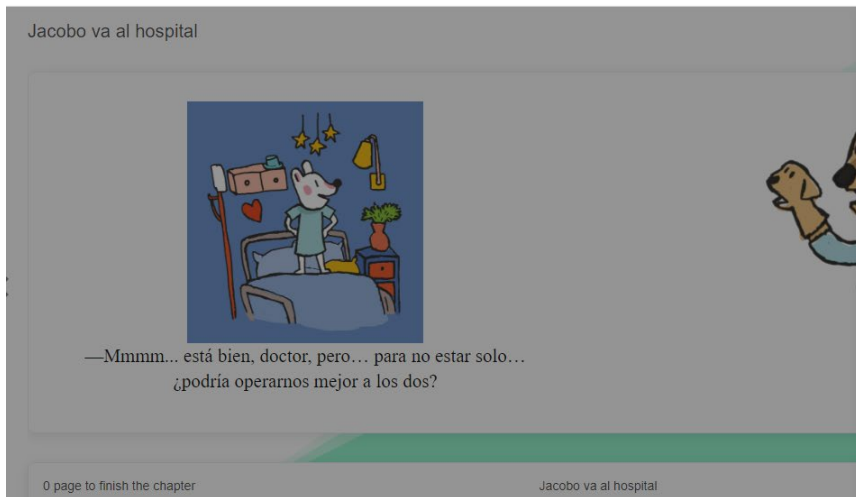 Jacobo va al hospital
—Mmmm... está bien, doctor, pero… para no estar solo…
¿podría operarnos mejor a los dos?
0 page to finish the chapter
Jacobo va al hospital